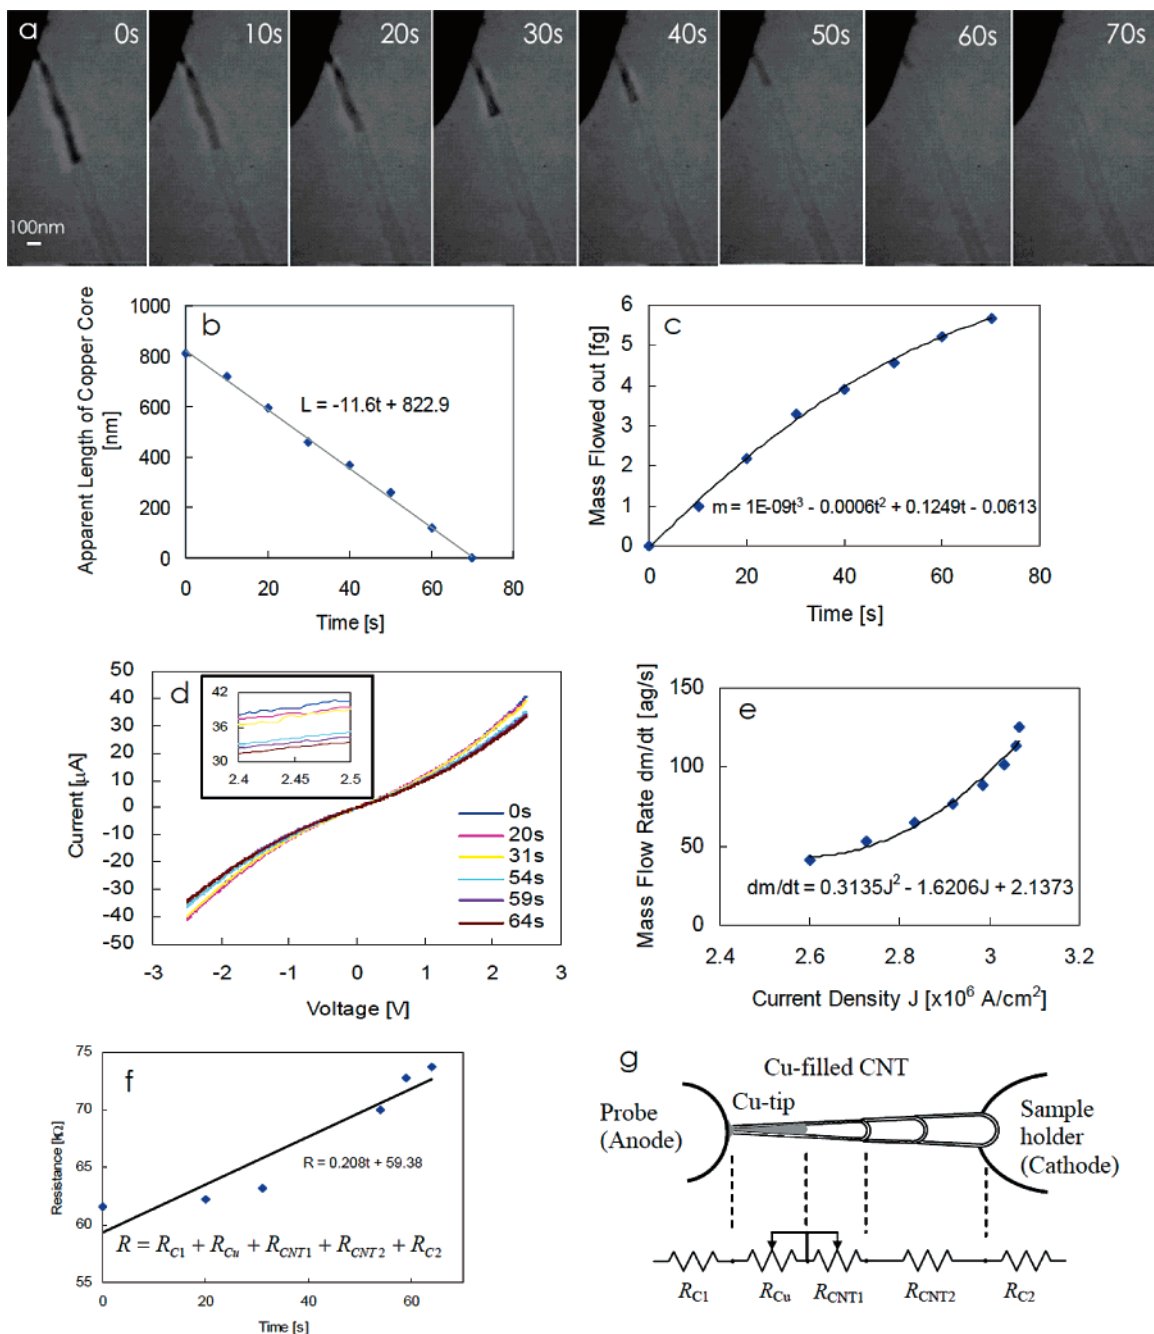 a 0s 10s 20s 30s 40s 50s 60s 70s
100nm
b
Apparent Length of Copper Core
[nm]
1000
800
600
400
200
0
L = -11.6t + 822.9
0 20 40 60 80
Time [s]
c
Mass Flowed out [fg]
6
5
4
3
2
1
0
m = 1E-09t³ - 0.0006t² + 0.1249t - 0.0613
0 20 40 60 80
Time [s]
d
Current [μA]
50
40
30
20
10
0
-10
-20
-30
-40
-50
42
36
30
2.4 2.45 2.5
0s
20s
31s
54s
59s
64s
-3 -2 -1 0 1 2 3
Voltage [V]
e
Mass Flow Rate dm/dt [ag/s]
150
100
50
0
dm/dt = 0.3135J² - 1.6206J + 2.1373
2.4 2.6 2.8 3 3.2
Current Density J [x10⁶ A/cm²]
f
Resistance [kΩ]
75
70
65
60
55
R = 0.208t + 59.38
R = R_C1 + R_Cu + R_CNT1 + R_CNT2 + R_C2
0 20 40 60
Time [s]
g
Cu-filled CNT
Cu-tip
Probe
(Anode)
Sample
holder
(Cathode)
R_C1 R_Cu R_CNT1 R_CNT2 R_C2